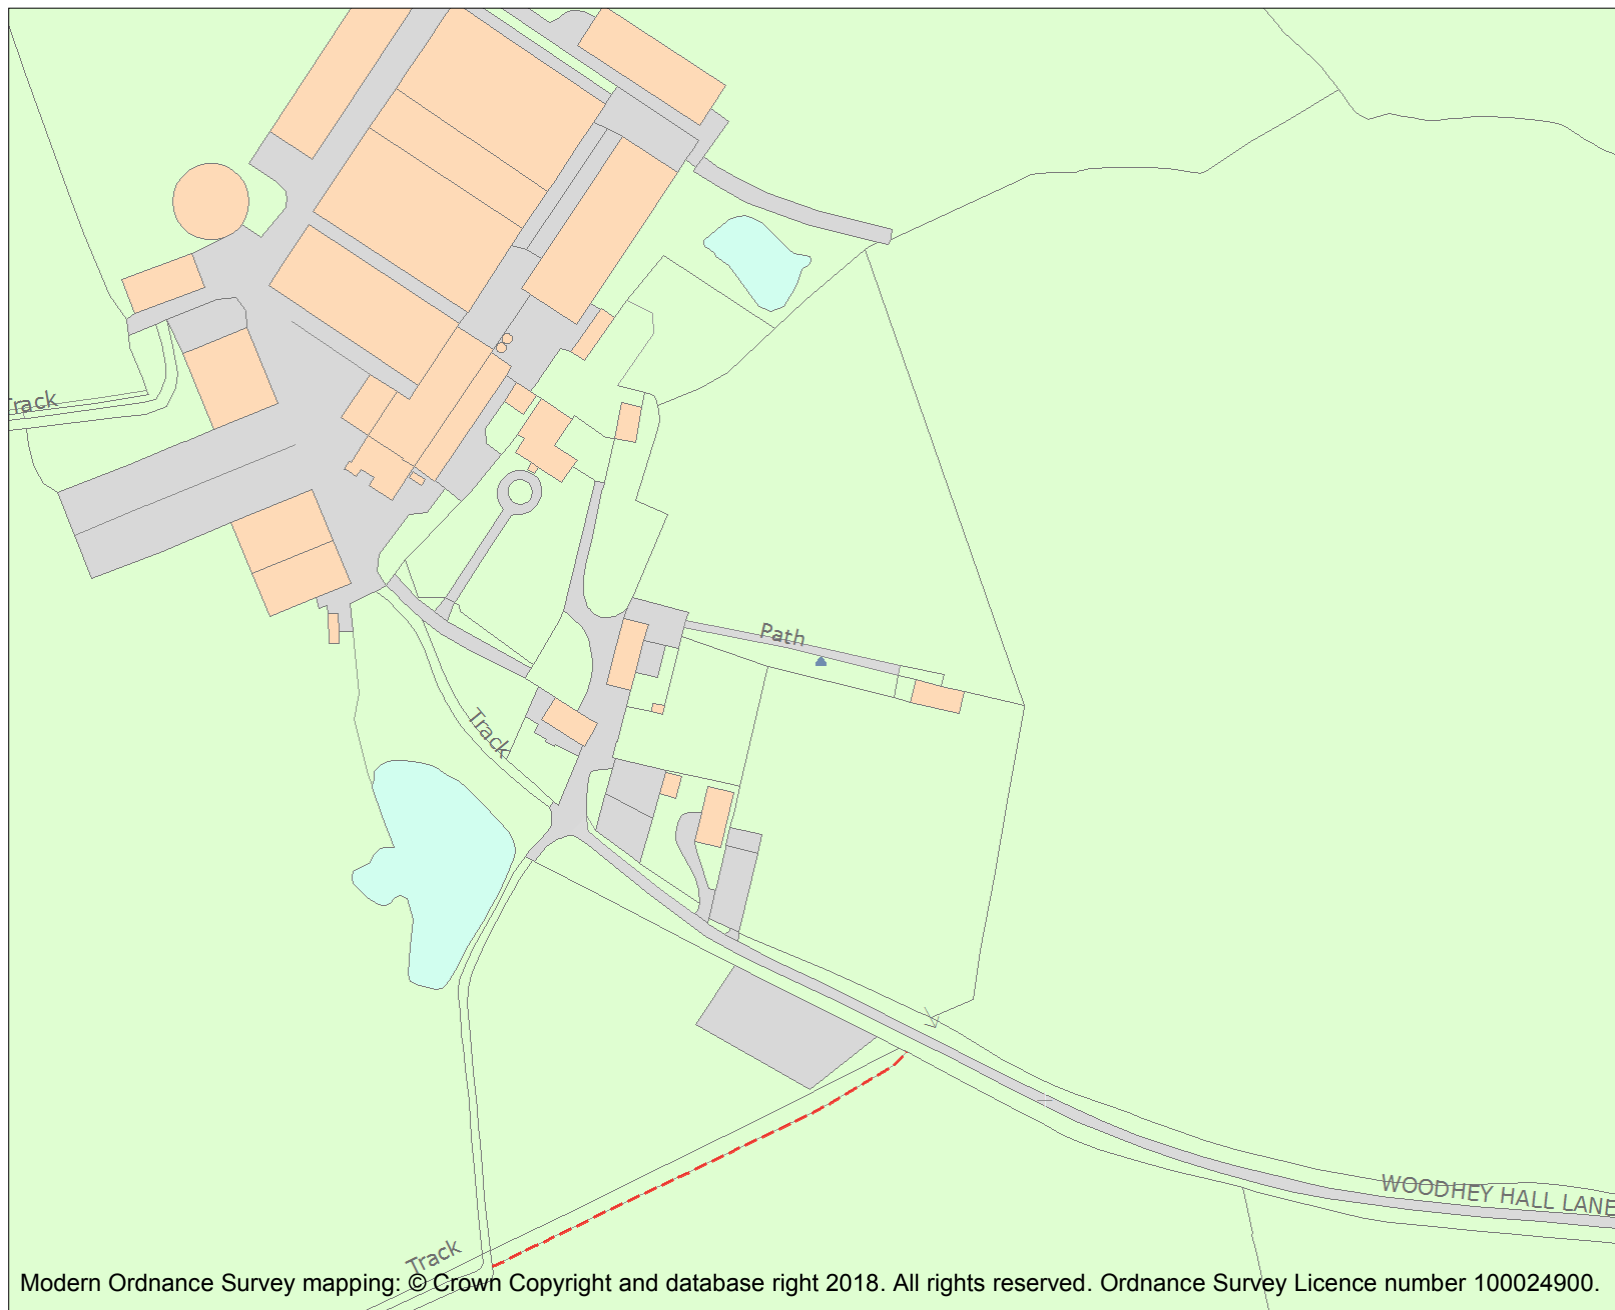 Track
Path
Track
WOODHEY HALL LANE
Track
Modern Ordnance Survey mapping: © Crown Copyright and database right 2018. All rights reserved. Ordnance Survey Licence number 100024900.